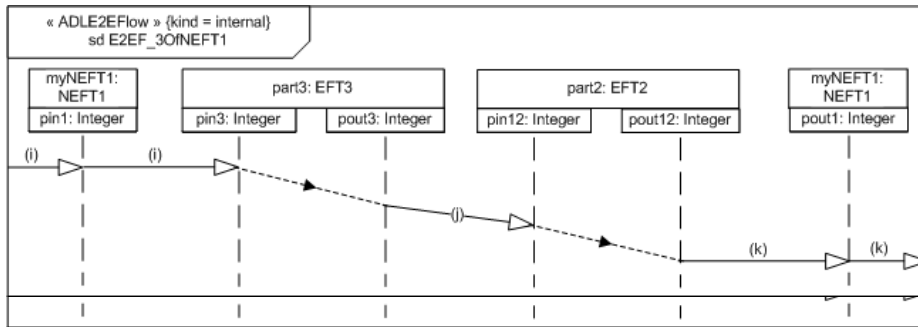 « ADLE2EFlow » {kind = internal}
sd E2EF_3OfNEFT1
myNEFT1:
NEFT1
pin1: Integer
part3: EFT3
pin3: Integer
pout3: Integer
part2: EFT2
pin12: Integer
pout12: Integer
myNEFT1:
NEFT1
pout1: Integer
(i)
(i)
(j)
(k)
(k)